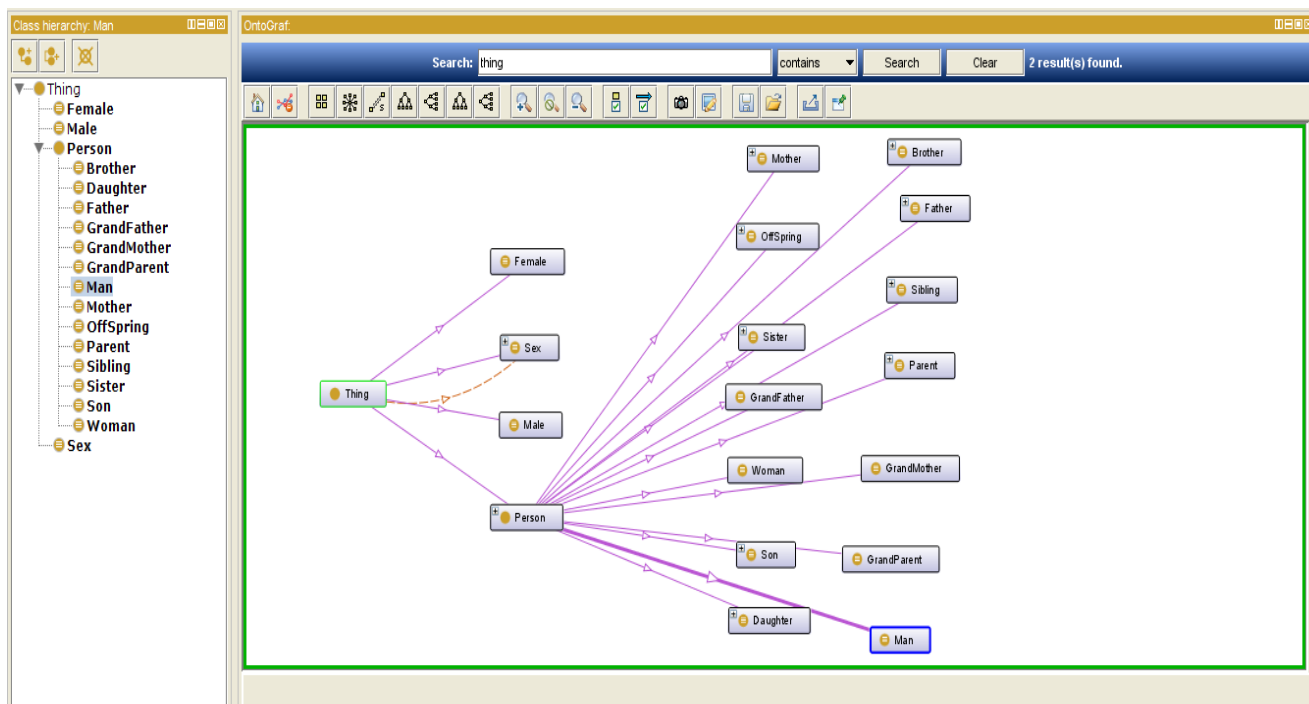 Class hierarchy: Man
Thing
Female
Male
Person
Brother
Daughter
Father
GrandFather
GrandMother
GrandParent
Man
Mother
OffSpring
Parent
Sibling
Sister
Son
Woman
Sex
OntoGraf:
Search: thing contains Search Clear 2 result(s) found.
Mother
Brother
Father
OffSpring
Female
Sibling
Sister
Sex
Parent
Thing
GrandFather
Male
Woman
GrandMother
Person
Son
GrandParent
Daughter
Man